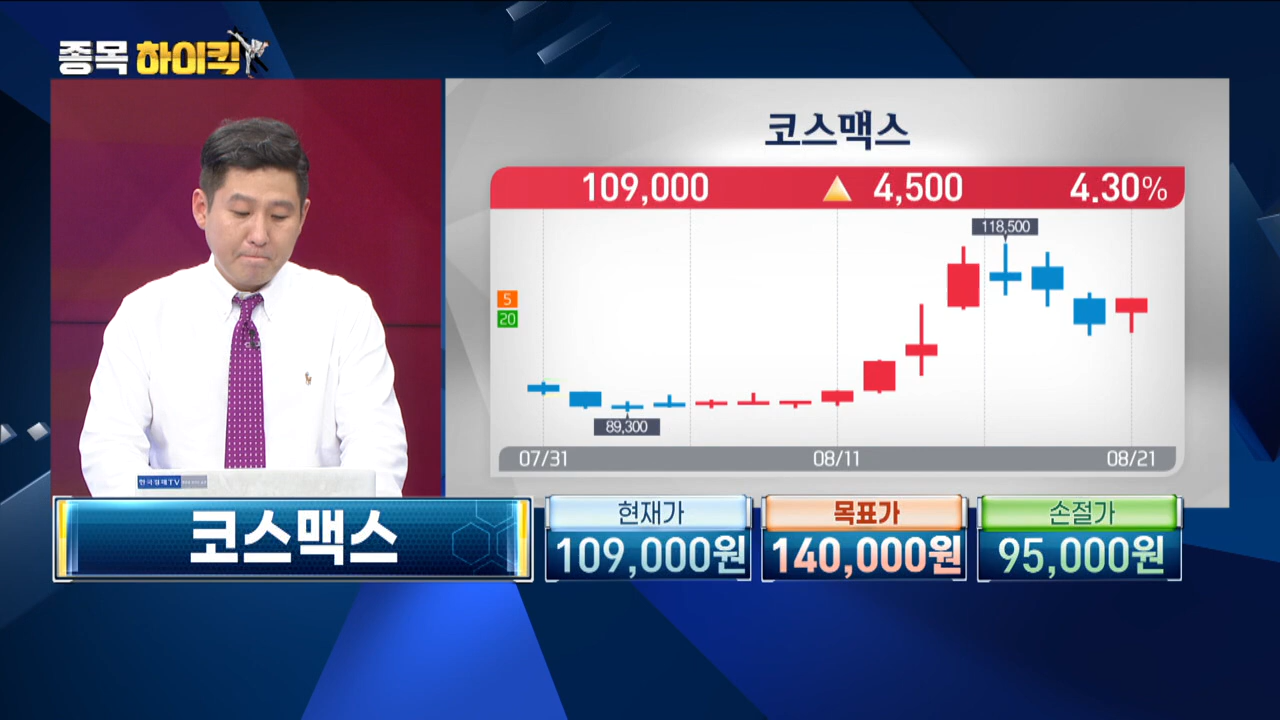 종목 하이킥
코스맥스
109,000 ▲ 4,500 4.30%
118,500
5
20
89,300
07/31 08/11 08/21
한국경제TV
코스맥스
현재가 목표가 손절가
109,000원 140,000원 95,000원